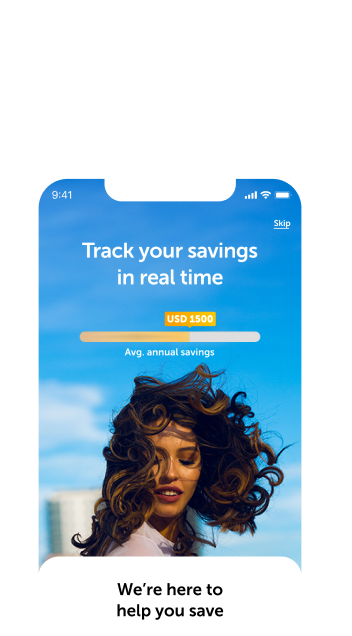 9:41
Skip
Track your savings
in real time
USD 1500
Avg. annual savings
We're here to
help you save